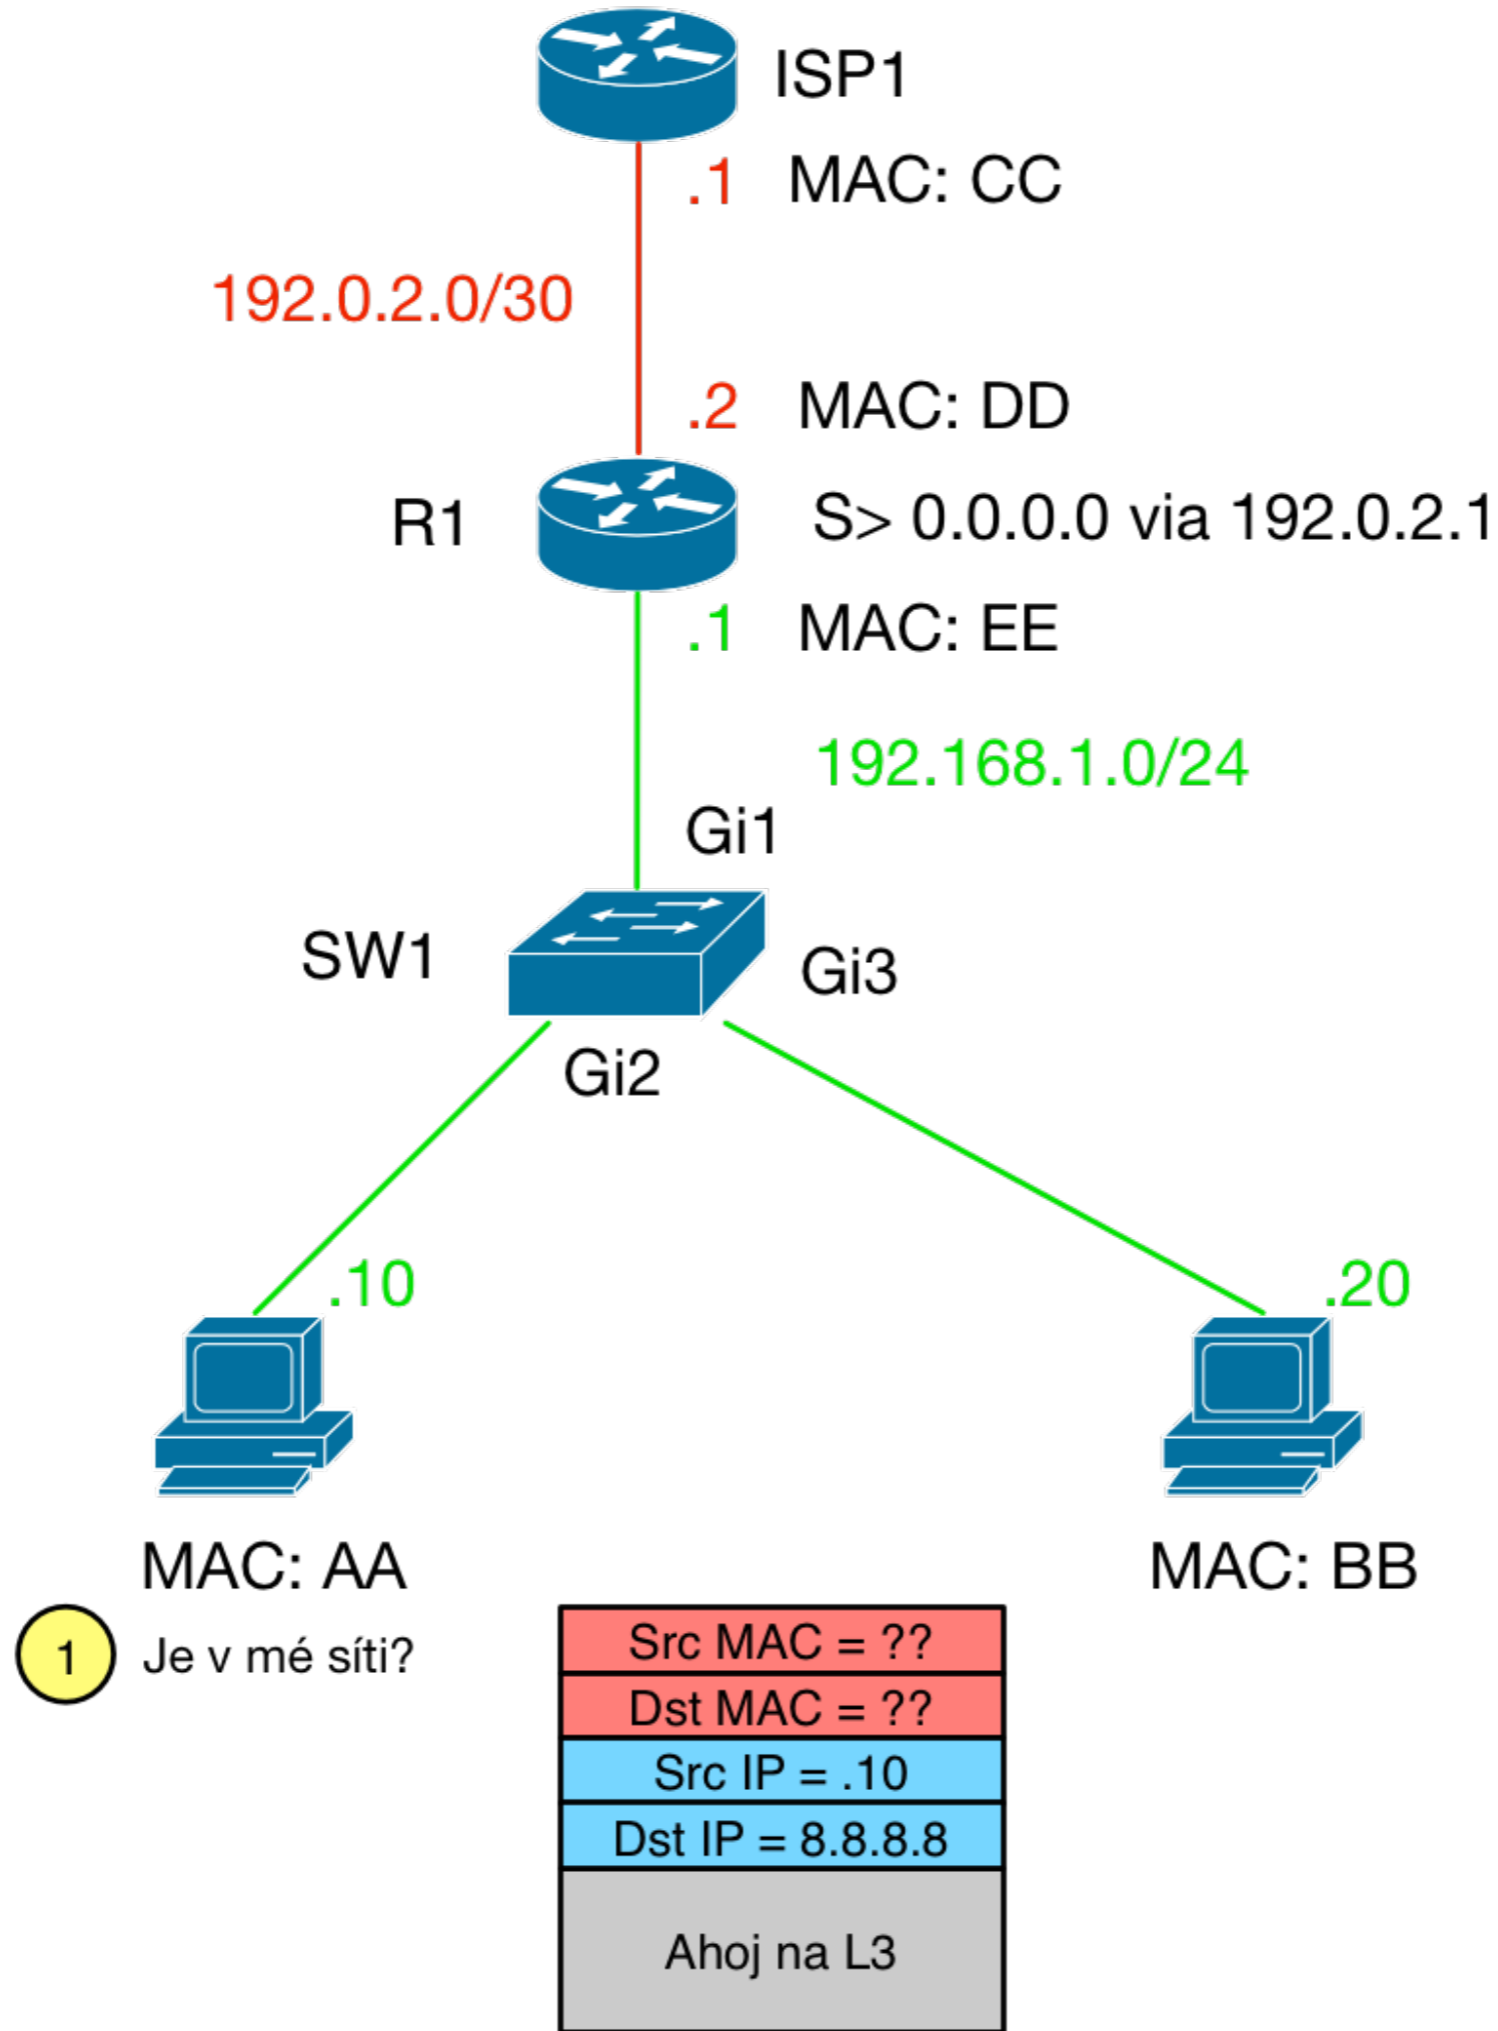 ISP1
.1 MAC: CC
192.0.2.0/30
.2 MAC: DD
R1
S> 0.0.0.0 via 192.0.2.1
.1 MAC: EE
192.168.1.0/24
Gi1
SW1
Gi3
Gi2
.10
.20
MAC: AA
MAC: BB
1 Je v mé síti?
Src MAC = ??
Dst MAC = ??
Src IP = .10
Dst IP = 8.8.8.8
Ahoj na L3